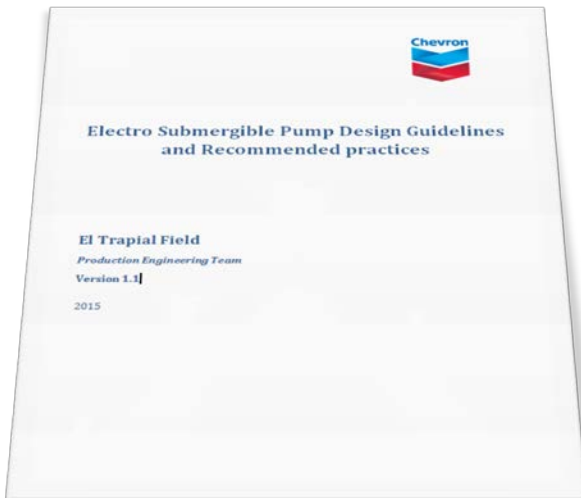 Chevron
Electro Submergible Pump Design Guidelines
and Recommended practices
El Trapial Field
Production Engineering Team
Version 1.1
2015